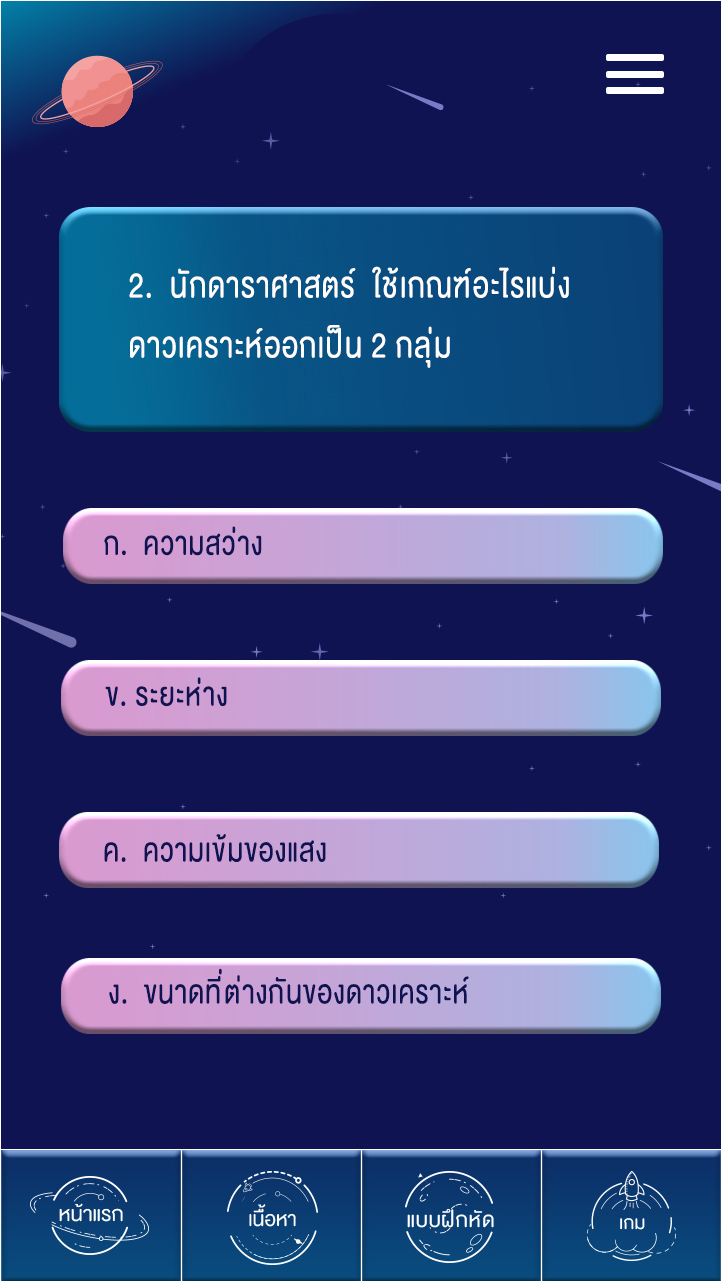 2. นักดาราศาสตร์ ใช้เกณฑ์อะไรแบ่ง
ดาวเคราะห์ออกเป็น 2 กลุ่ม
ก. ความสว่าง
ข. ระยะห่าง
ค. ความเข้มของแสง
ง. ขนาดที่ต่างกันของดาวเคราะห์
หน้าแรก
เนื้อหา
แบบฝึกหัด
เกม